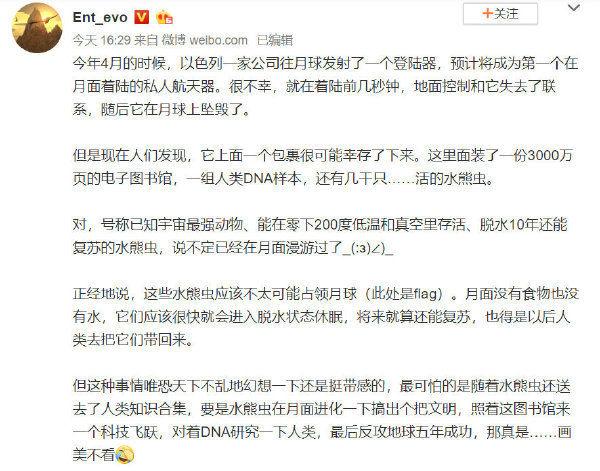 Ent_evo
+关注
今天 16:29 来自 微博 weibo.com 已编辑
今年4月的时候，以色列一家公司往月球发射了一个登陆器，预计将成为第一个在
月面着陆的私人航天器。很不幸，就在着陆前几秒钟，地面控制和它失去了联
系，随后它在月球上坠毁了。
但是现在人们发现，它上面一个包裹很可能幸存了下来。这里面装了一份3000万
页的电子图书馆，一组人类DNA样本，还有几千只……活的水熊虫。
对，号称已知宇宙最强动物、能在零下200度低温和真空里存活、脱水10年还能
复苏的水熊虫，说不定已经在月面漫游过了_(:з)∠)_
正经地说，这些水熊虫应该不太可能占领月球（此处是flag）。月面没有食物也没
有水，它们应该很快就会进入脱水状态休眠，将来就算还能复苏，也得是以后人
类去把它们带回来。
但这种事情唯恐天下不乱地幻想一下还是挺带感的，最可怕的是随着水熊虫还送
去了人类知识合集，要是水熊虫在月面进化一下搞出个把文明，照着这图书馆来
一个科技飞跃，对着DNA研究一下人类，最后反攻地球五年成功，那真是……画
美不看